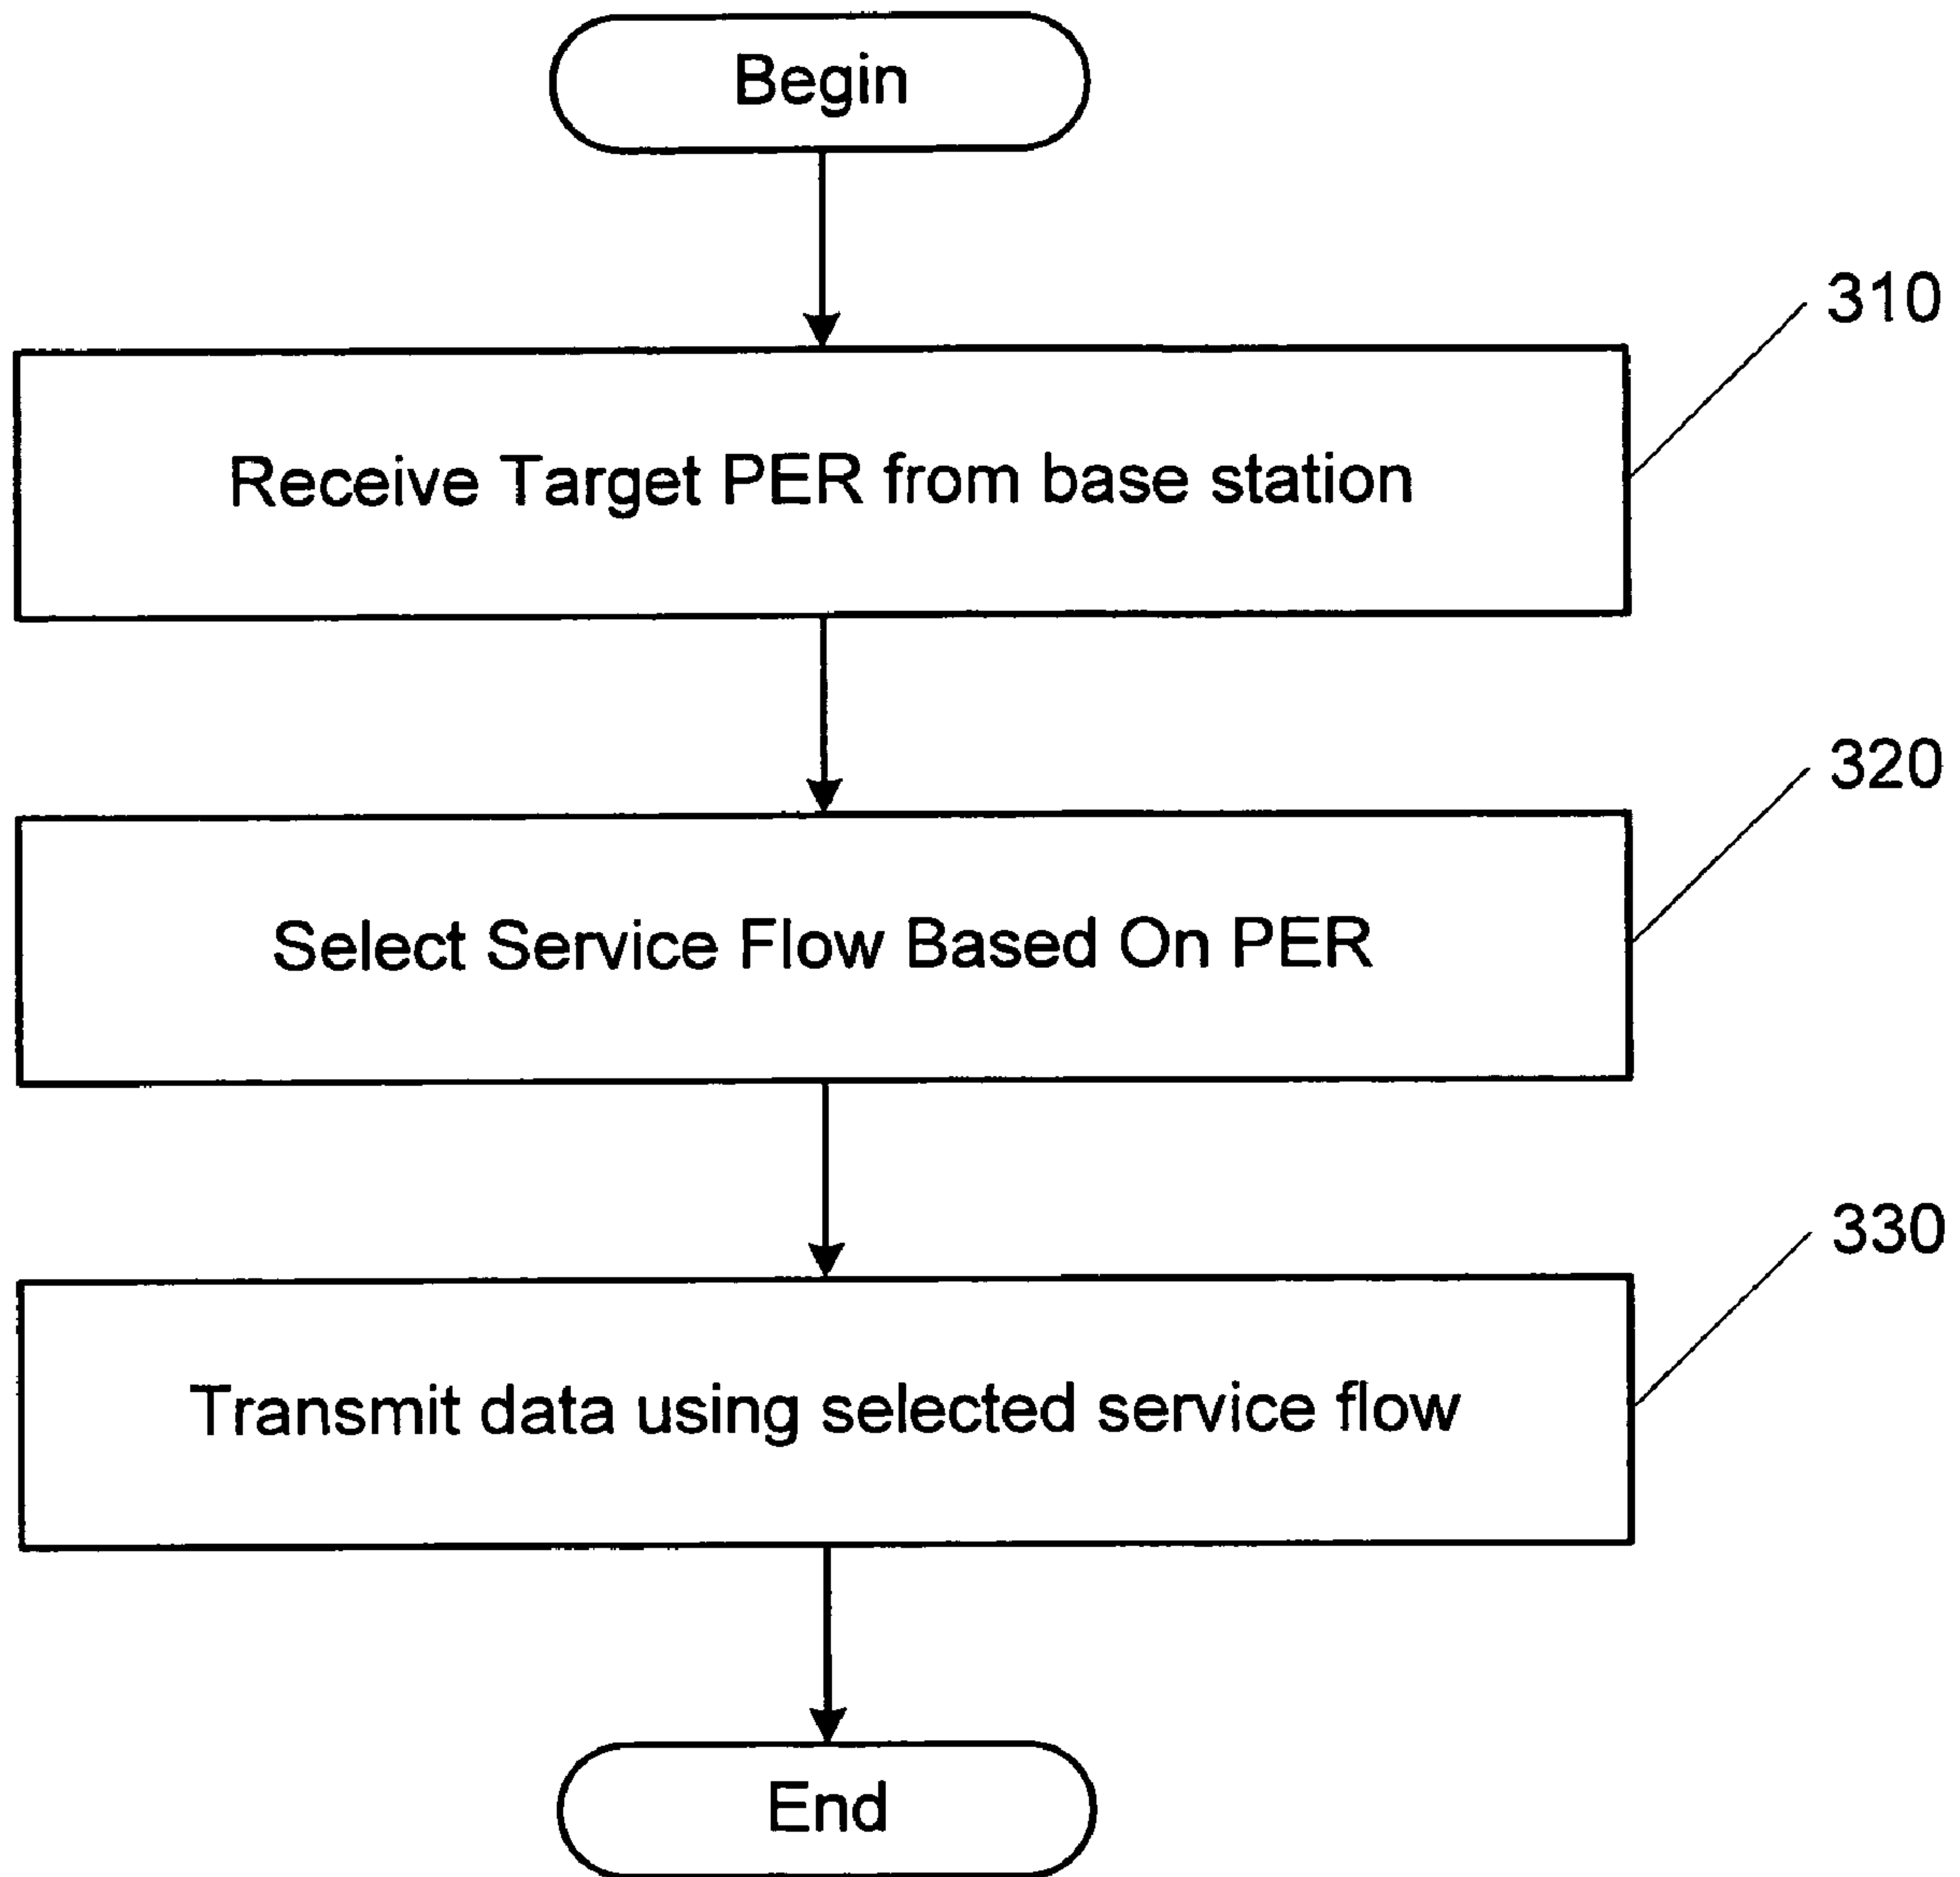 Begin
310
Receive Target PER from base station
320
Select Service Flow Based On PER
330
Transmit data using selected service flow
End